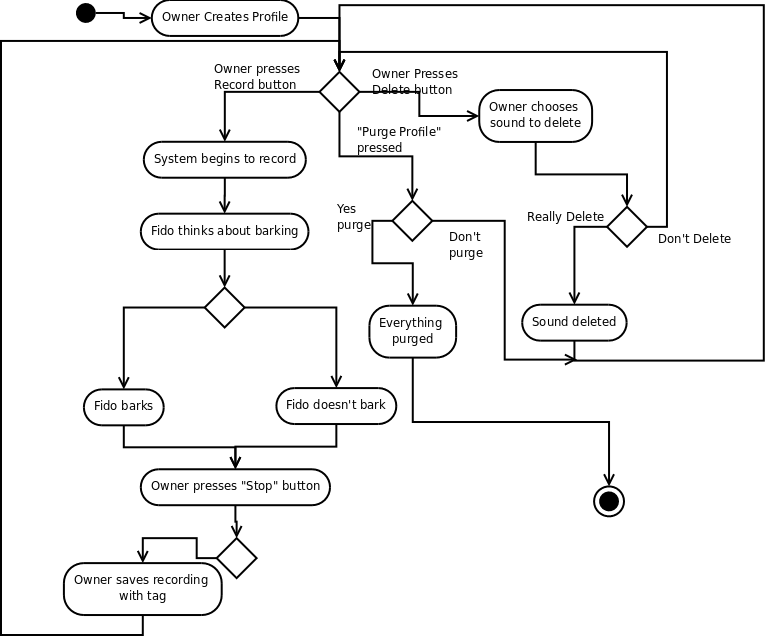 Owner Creates Profile
Owner presses
Record button
Owner Presses
Delete button
Owner chooses
sound to delete
"Purge Profile"
pressed
System begins to record
Fido thinks about barking
Yes
purge
Don't
purge
Really Delete
Don't Delete
Everything
purged
Sound deleted
Fido barks
Fido doesn't bark
Owner presses "Stop" button
Owner saves recording
with tag